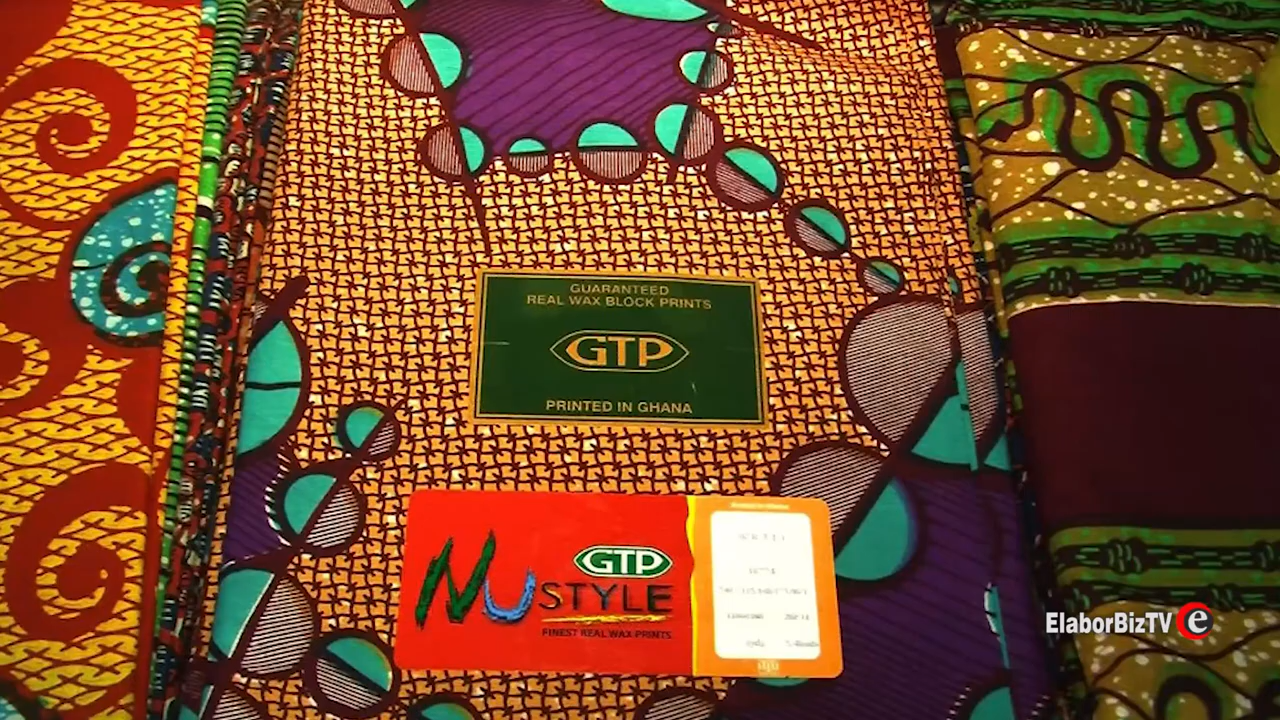 GUARANTEED
REAL WAX BLOCK PRINTS
GTP
PRINTED IN GHANA
GTP
NU STYLE
FINEST REAL WAX PRINTS
ElaborBizTV e